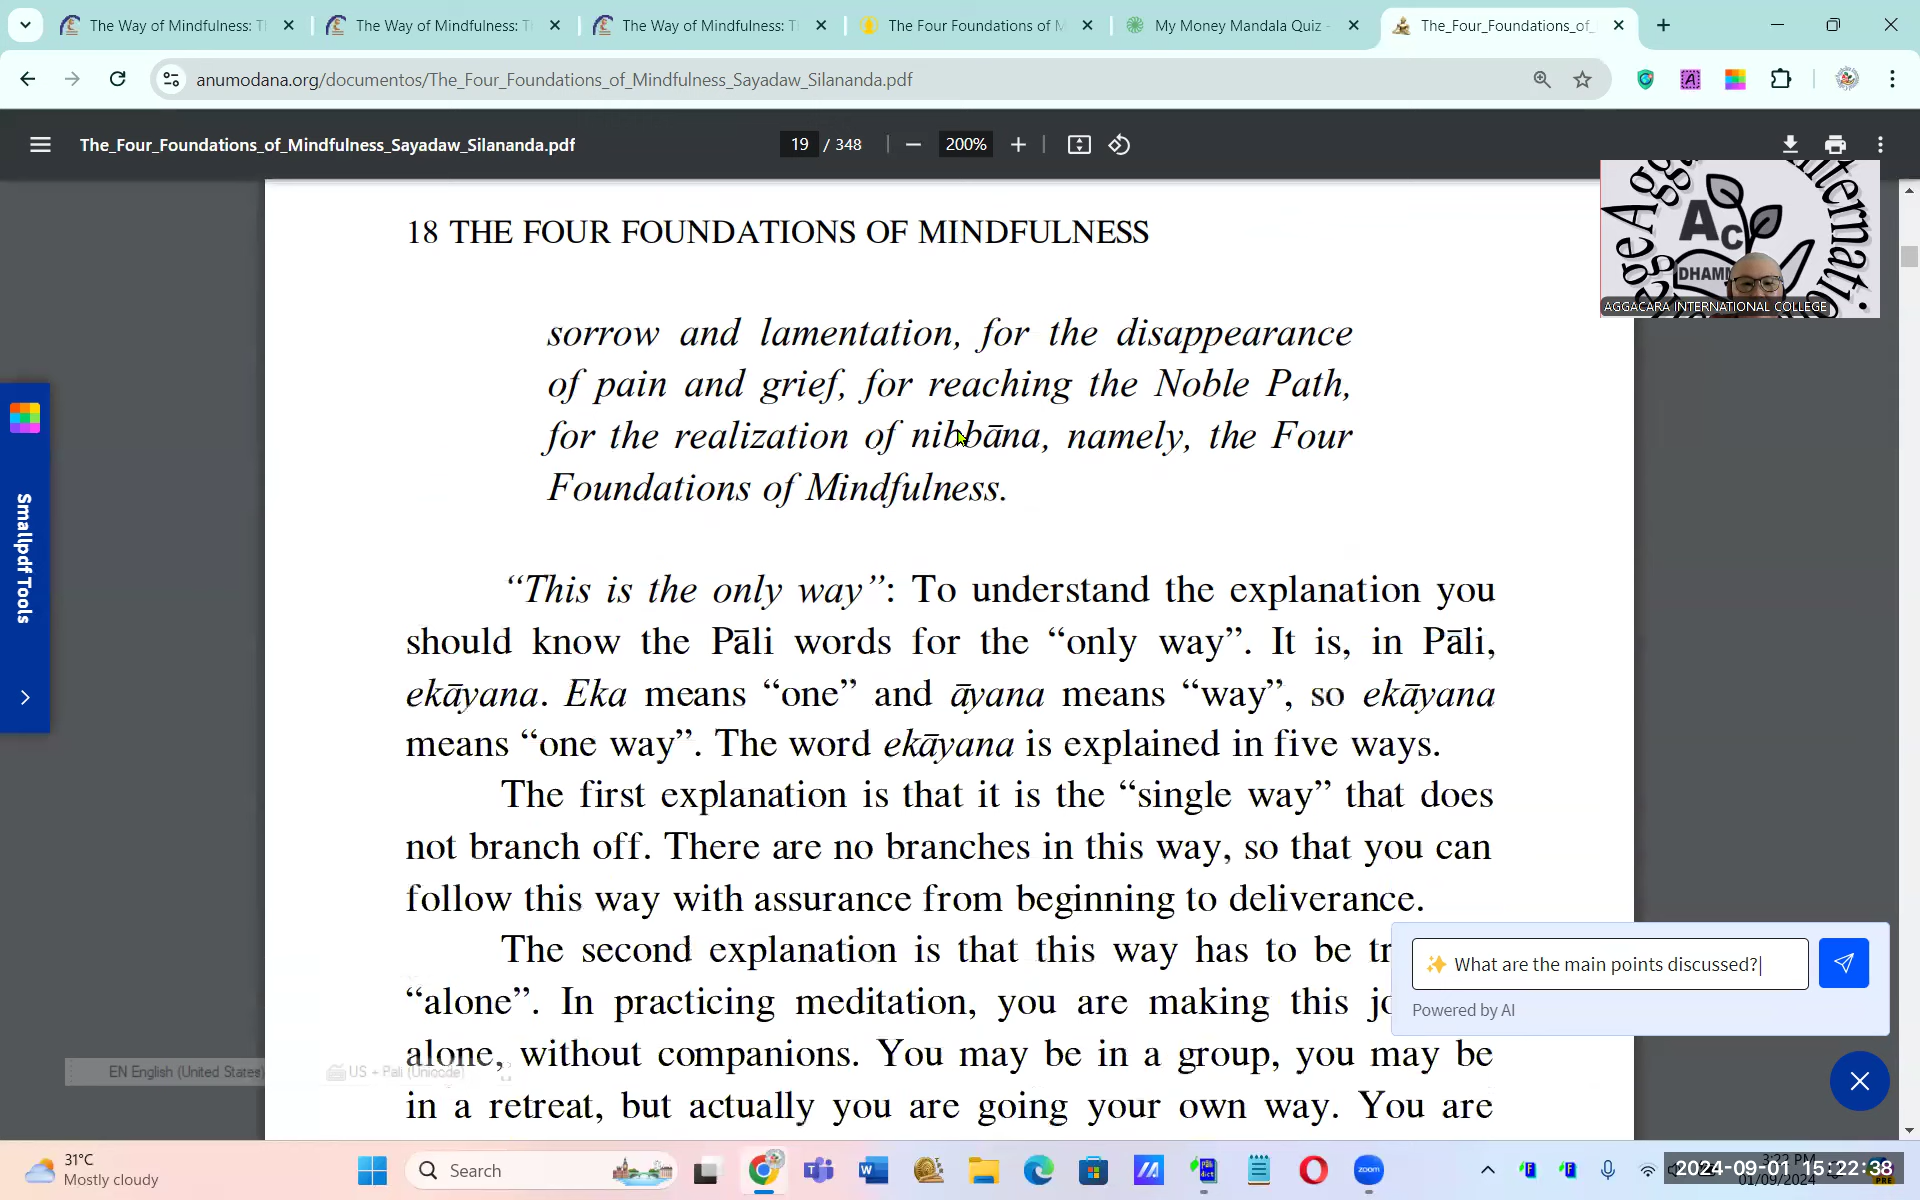 The Way of Mindfulness: T
The Way of Mindfulness: T
The Way of Mindfulness: T
The Four Foundations of M
My Money Mandala Quiz -
The_Four_Foundations_of_
anumodana.org/documentos/The_Four_Foundations_of_Mindfulness_Sayadaw_Silananda.pdf
The_Four_Foundations_of_Mindfulness_Sayadaw_Silananda.pdf
19 / 348
200%
AC
DHAMM
AGGACARA INTERNATIONAL COLLEGE
Smallpdf Tools
18 THE FOUR FOUNDATIONS OF MINDFULNESS
sorrow and lamentation, for the disappearance
of pain and grief, for reaching the Noble Path,
for the realization of nibbāna, namely, the Four
Foundations of Mindfulness.
“This is the only way”: To understand the explanation you
should know the Pāli words for the “only way”. It is, in Pāli,
ekāyana. Eka means “one” and āyana means “way”, so ekāyana
means “one way”. The word ekāyana is explained in five ways.
The first explanation is that it is the “single way” that does
not branch off. There are no branches in this way, so that you can
follow this way with assurance from beginning to deliverance.
The second explanation is that this way has to be tr
“alone”. In practicing meditation, you are making this jo
alone, without companions. You may be in a group, you may be
in a retreat, but actually you are going your own way. You are
What are the main points discussed?
Powered by AI
EN English (United States)
US + Pali (Unicode)
31°C
Mostly cloudy
Search
zoom
3:22 PM
01/09/2024
2024-09-01 15:22:38